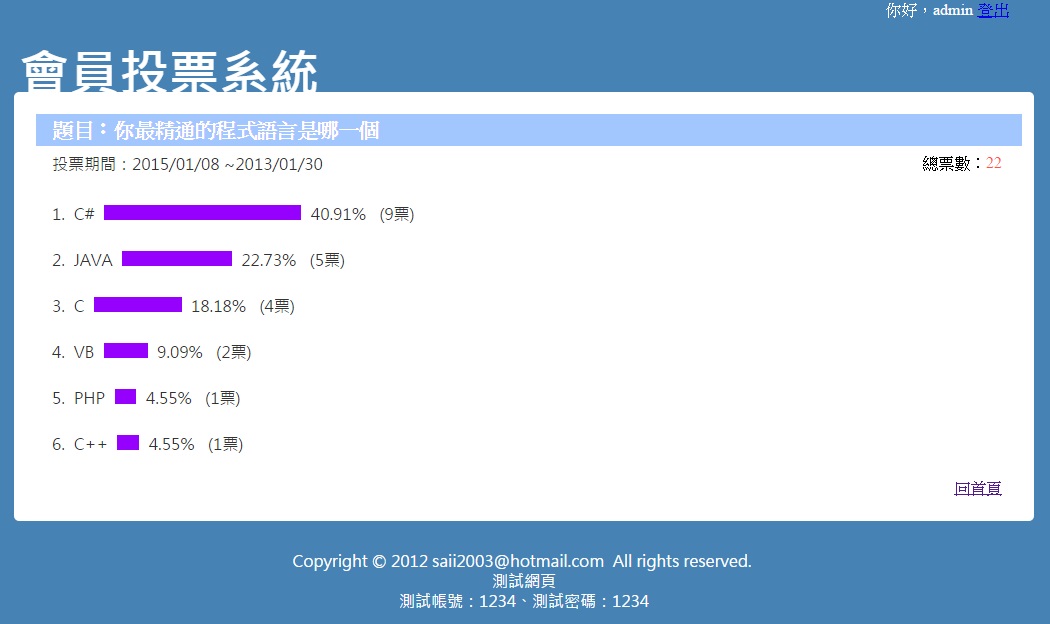 你好，admin 登出
會員投票系統
題目：你最精通的程式語言是哪一個
投票期間：2015/01/08 ~2013/01/30 總票數：22
1. C# 40.91% (9票)
2. JAVA 22.73% (5票)
3. C 18.18% (4票)
4. VB 9.09% (2票)
5. PHP 4.55% (1票)
6. C++ 4.55% (1票)
回首頁
Copyright © 2012 saii2003@hotmail.com All rights reserved.
測試網頁
測試帳號：1234、測試密碼：1234